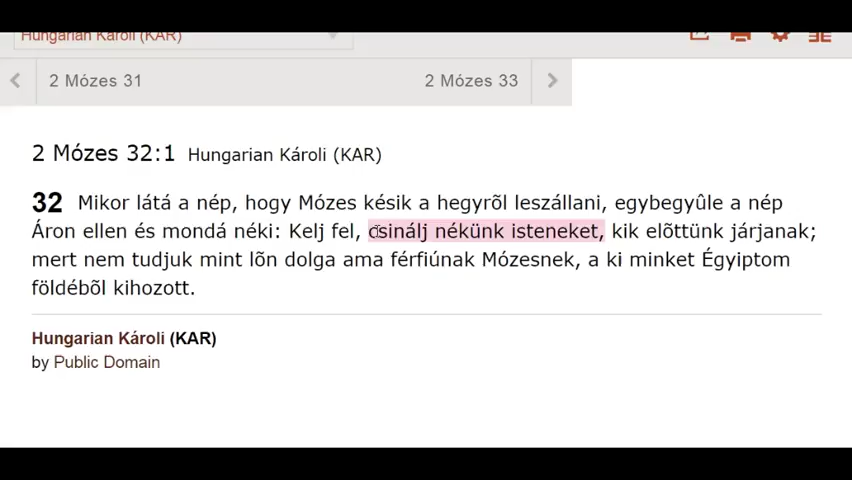 Hungarian Károli (KAR)
2 Mózes 31
2 Mózes 33
2 Mózes 32:1 Hungarian Károli (KAR)
32 Mikor látá a nép, hogy Mózes késik a hegyrõl leszállani, egybegyûle a nép
Áron ellen és mondá néki: Kelj fel, csinálj nékünk isteneket, kik elõttünk járjanak;
mert nem tudjuk mint lõn dolga ama férfiúnak Mózesnek, a ki minket Égyiptom
földébõl kihozott.
Hungarian Károli (KAR)
by Public Domain